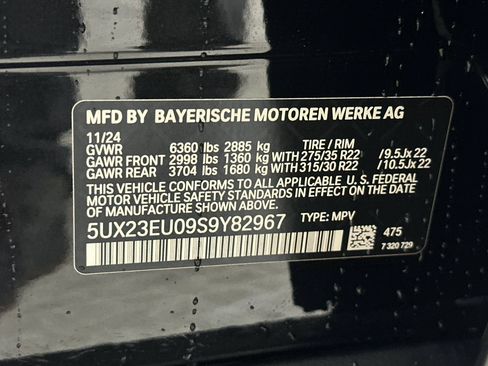 MFD BY BAYERISCHE MOTOREN WERKE AG
11/24
GVWR 6360 lbs 2885 kg TIRE / RIM
GAWR FRONT 2998 lbs 1360 kg WITH 275/35 R22 /9.5Jx22
GAWR REAR 3704 lbs 1680 kg WITH 315/30 R22 /10.5Jx22
THIS VEHICLE CONFORMS TO ALL APPLICABLE U.S. FEDERAL
MOTOR VEHICLE SAFETY STANDARDS IN EFFECT ON THE
DATE OF MANUFACTURE SHOWN ABOVE.
5UX23EU09S9Y82967 TYPE: MPV
475
7 320 729